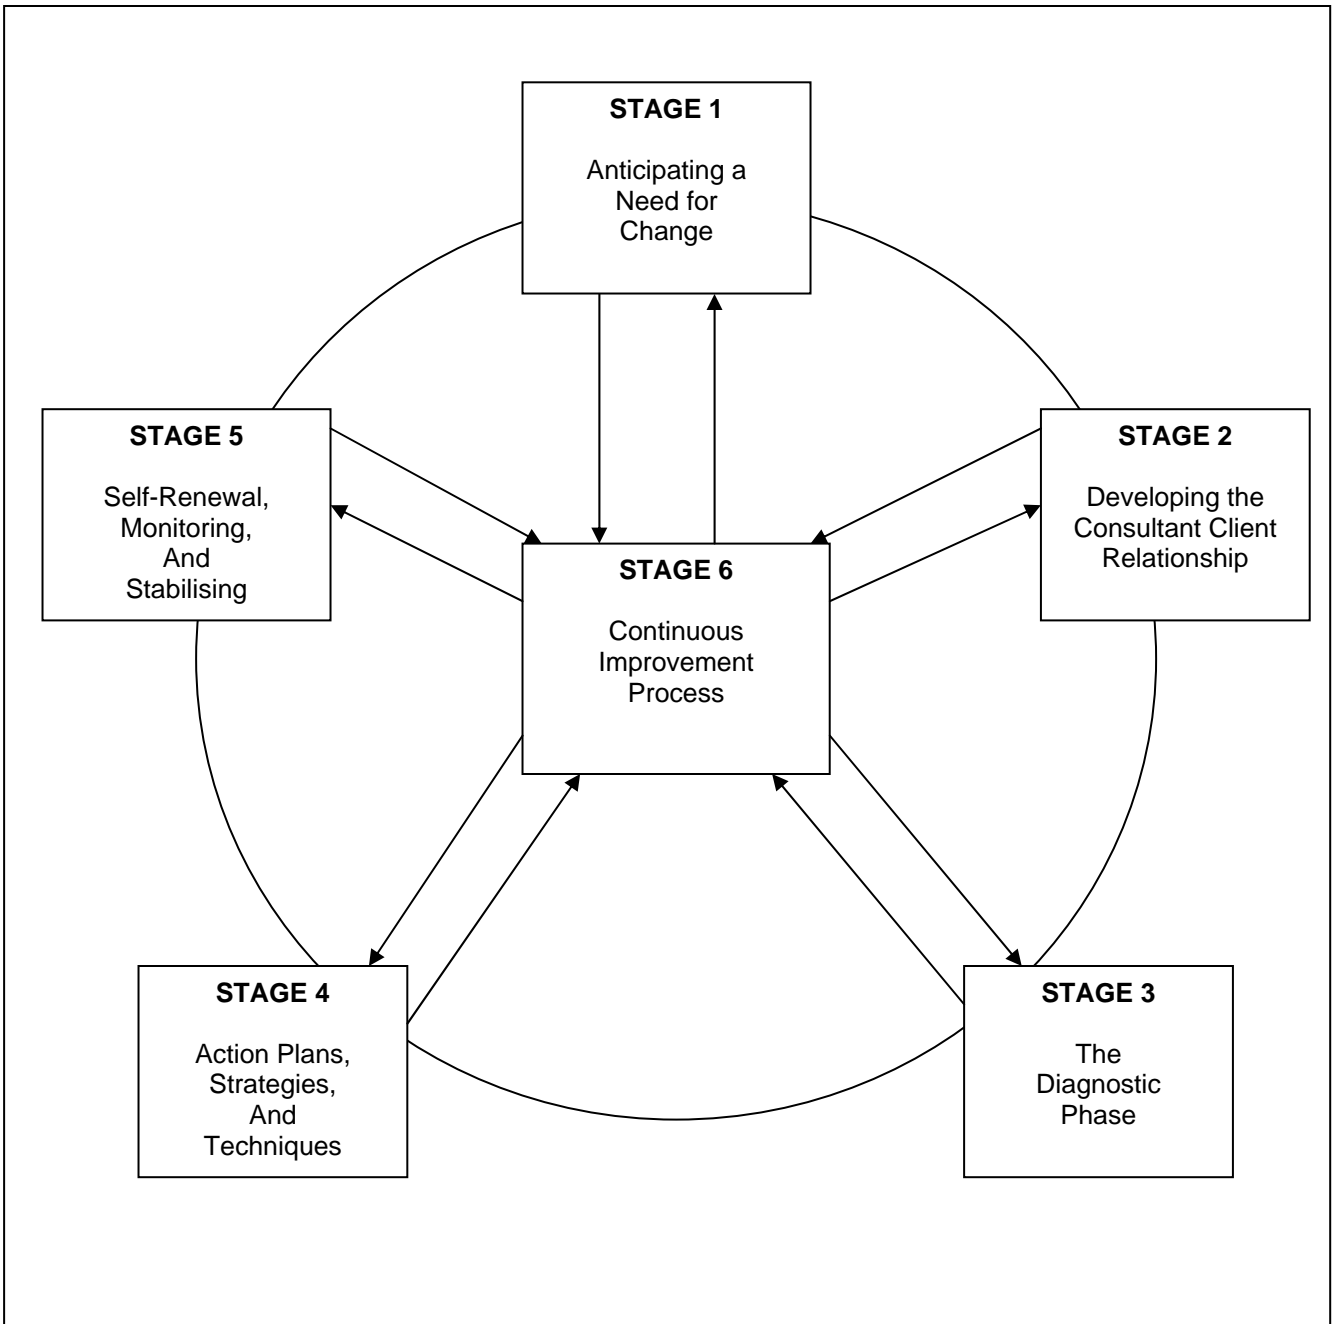 STAGE 1
Anticipating a
Need for
Change
STAGE 5
Self-Renewal,
Monitoring,
And
Stabilising
STAGE 2
Developing the
Consultant Client
Relationship
STAGE 6
Continuous
Improvement
Process
STAGE 4
Action Plans,
Strategies,
And
Techniques
STAGE 3
The
Diagnostic
Phase